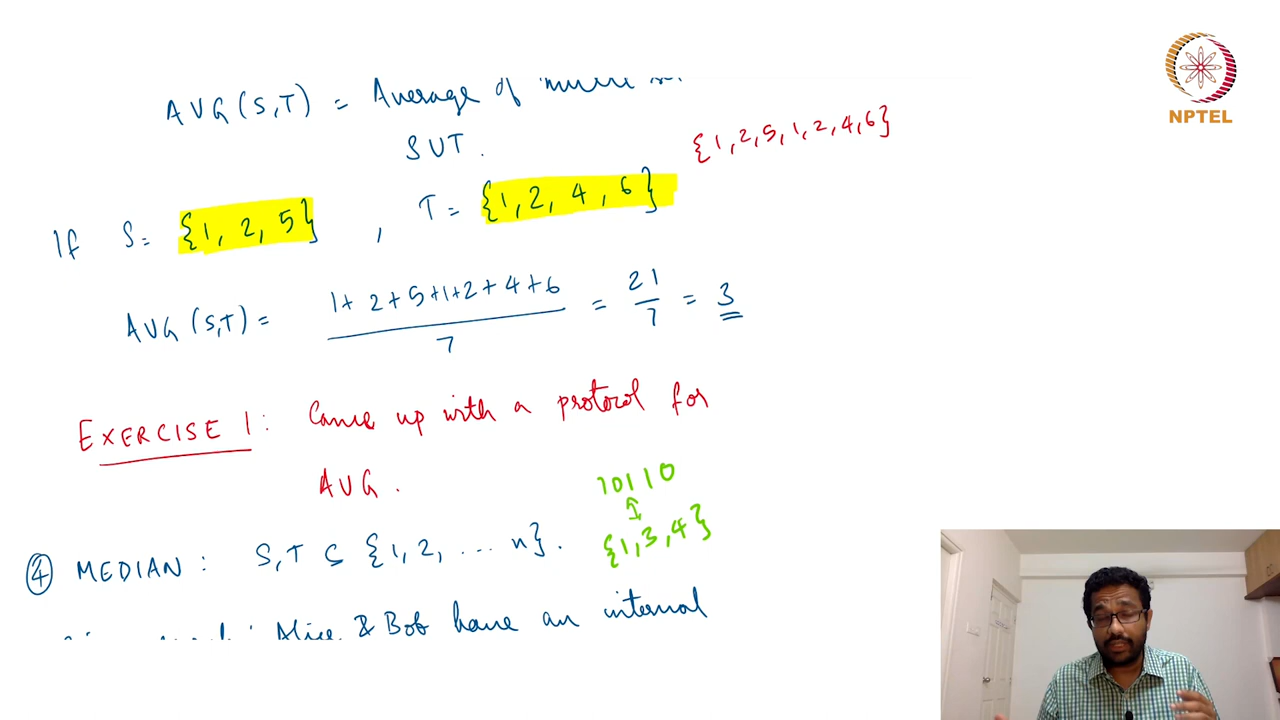 AVG(S,T) = Average of
S∪T.
{1, 2, 5, 1, 2, 4, 6}
If S= {1, 2, 5} , T= {1, 2, 4, 6}
AVG(S,T) = 1+2+5+1+2+4+6 / 7 = 21/7 = 3
EXERCISE 1: Come up with a protocol for
AVG.
10110
↕
{1,3,4}
④ MEDIAN: S,T ⊆ {1, 2, ... n}.
Alice & Bob have an internal
NPTEL